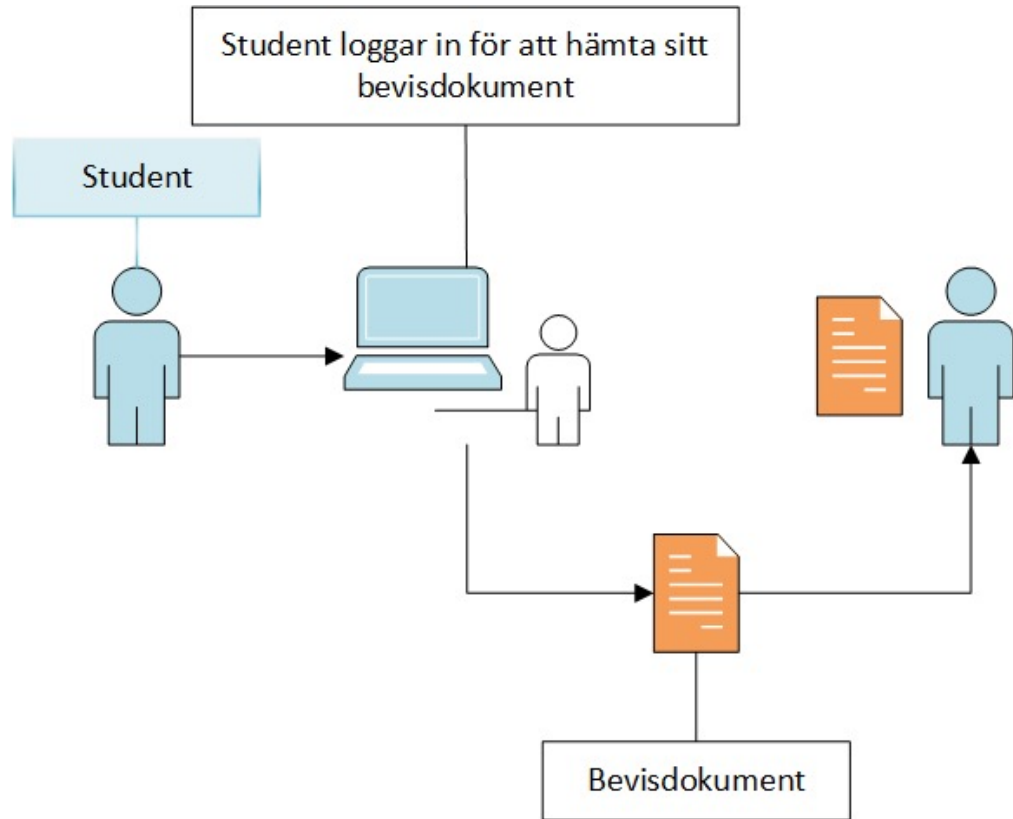 Student loggar in för att hämta sitt
bevisdokument
Student
Bevisdokument